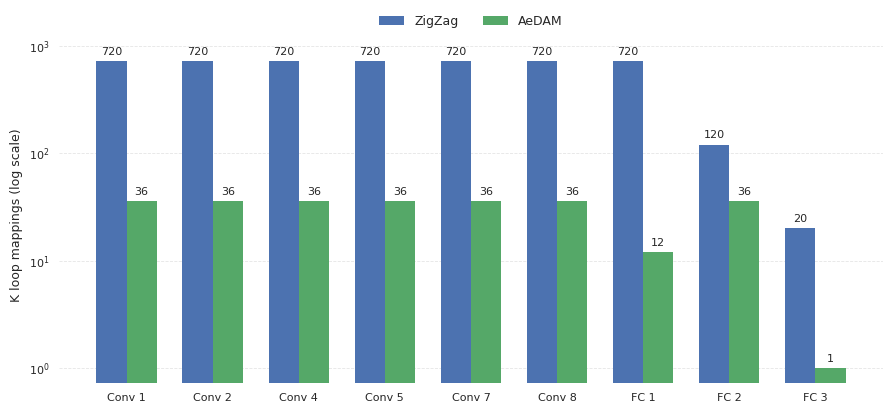 ZigZag AeDAM
K loop mappings (log scale)
10³
10²
10¹
10⁰
720 720 720 720 720 720 720 120 20
36 36 36 36 36 36 12 36 1
Conv 1 Conv 2 Conv 4 Conv 5 Conv 7 Conv 8 FC 1 FC 2 FC 3